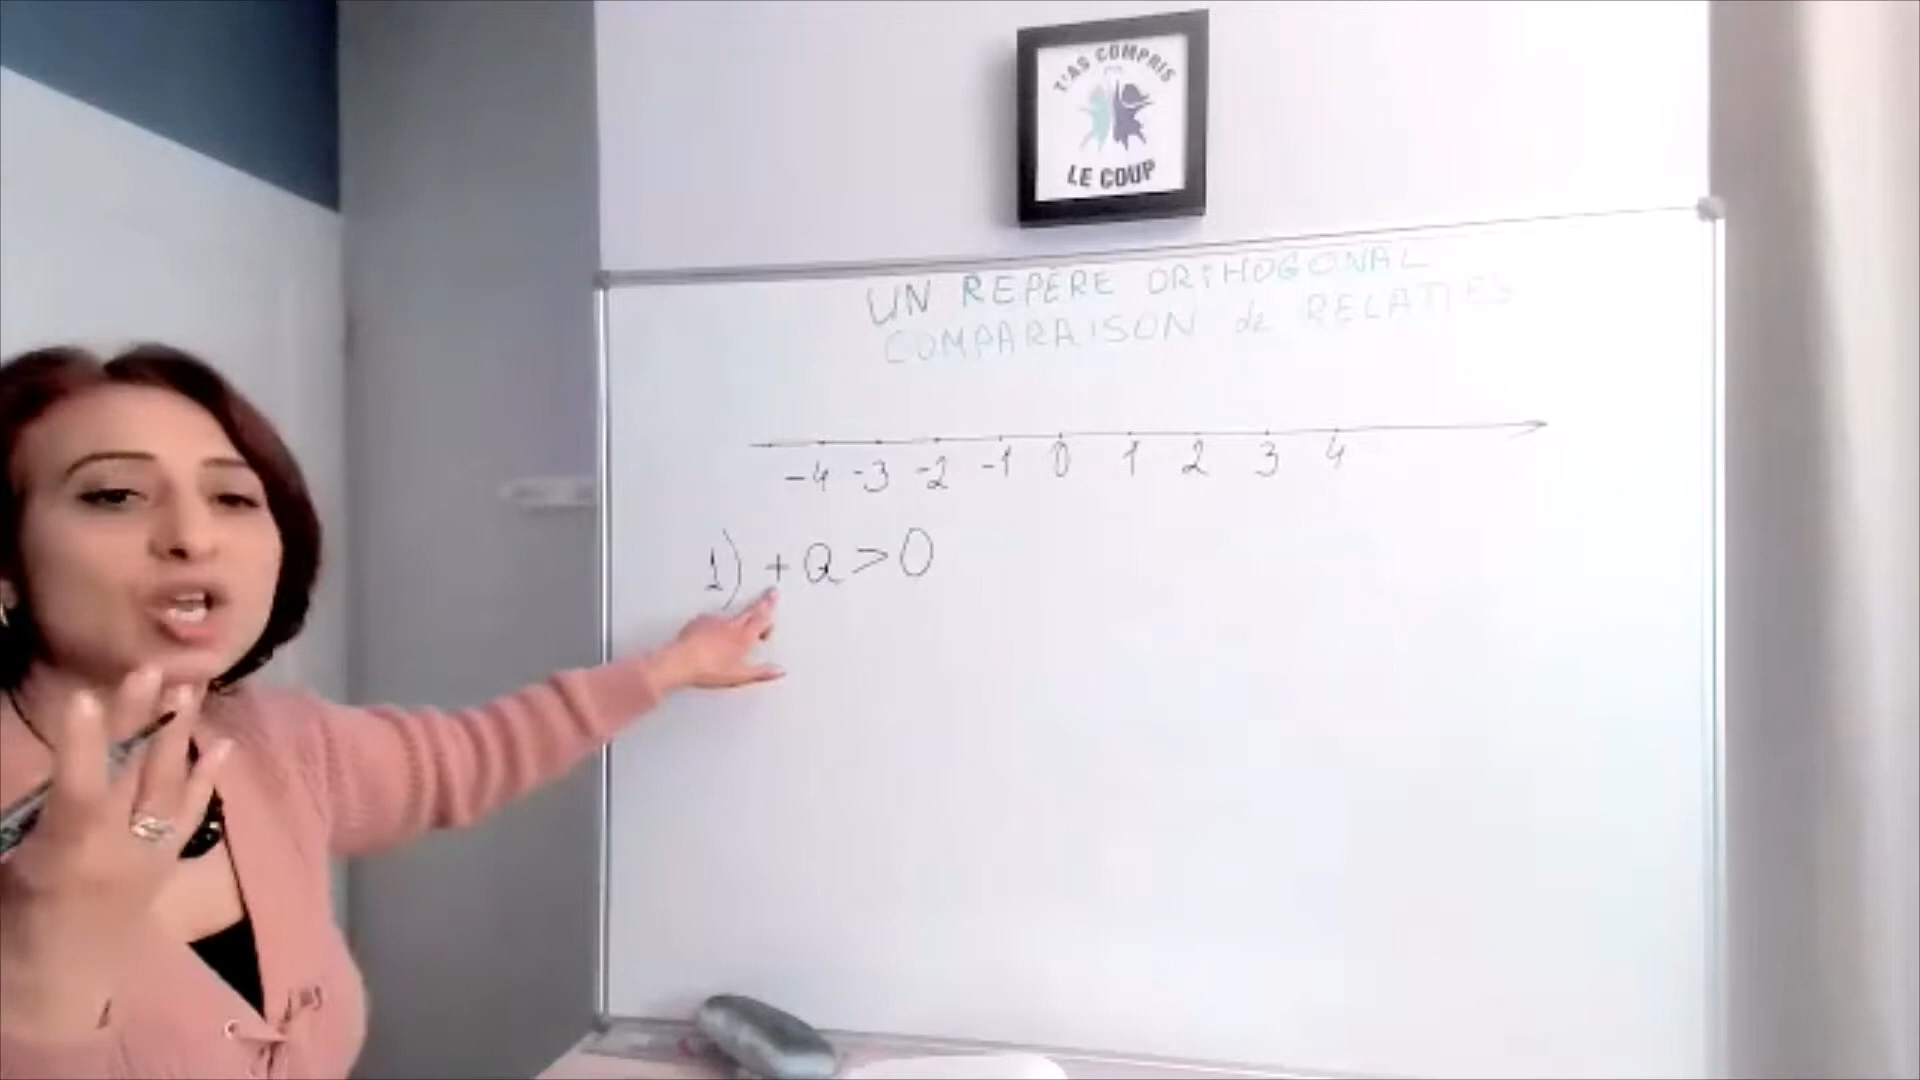 T'AS COMPRIS
LE COUP
UN REPÈRE ORTHOGONAL
COMPARAISON de RELATIFS
-4 -3 -2 -1 0 1 2 3 4
1) + a > 0